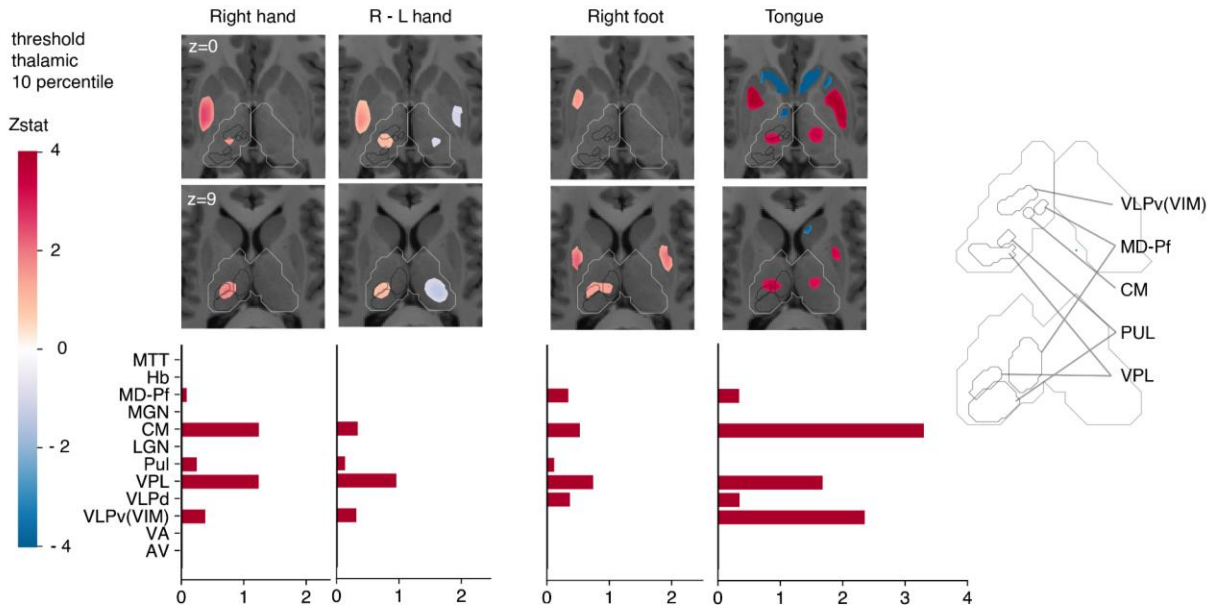 Right hand
R - L hand
Right foot
Tongue
threshold
thalamic
10 percentile
Zstat
4
2
0
- 2
- 4
z=0
z=9
VLPv(VIM)
MD-Pf
CM
PUL
VPL
MTT
Hb
MD-Pf
MGN
CM
LGN
Pul
VPL
VLPd
VLPv(VIM)
VA
AV
0 1 2
0 1 2
0 1 2
0 1 2 3 4